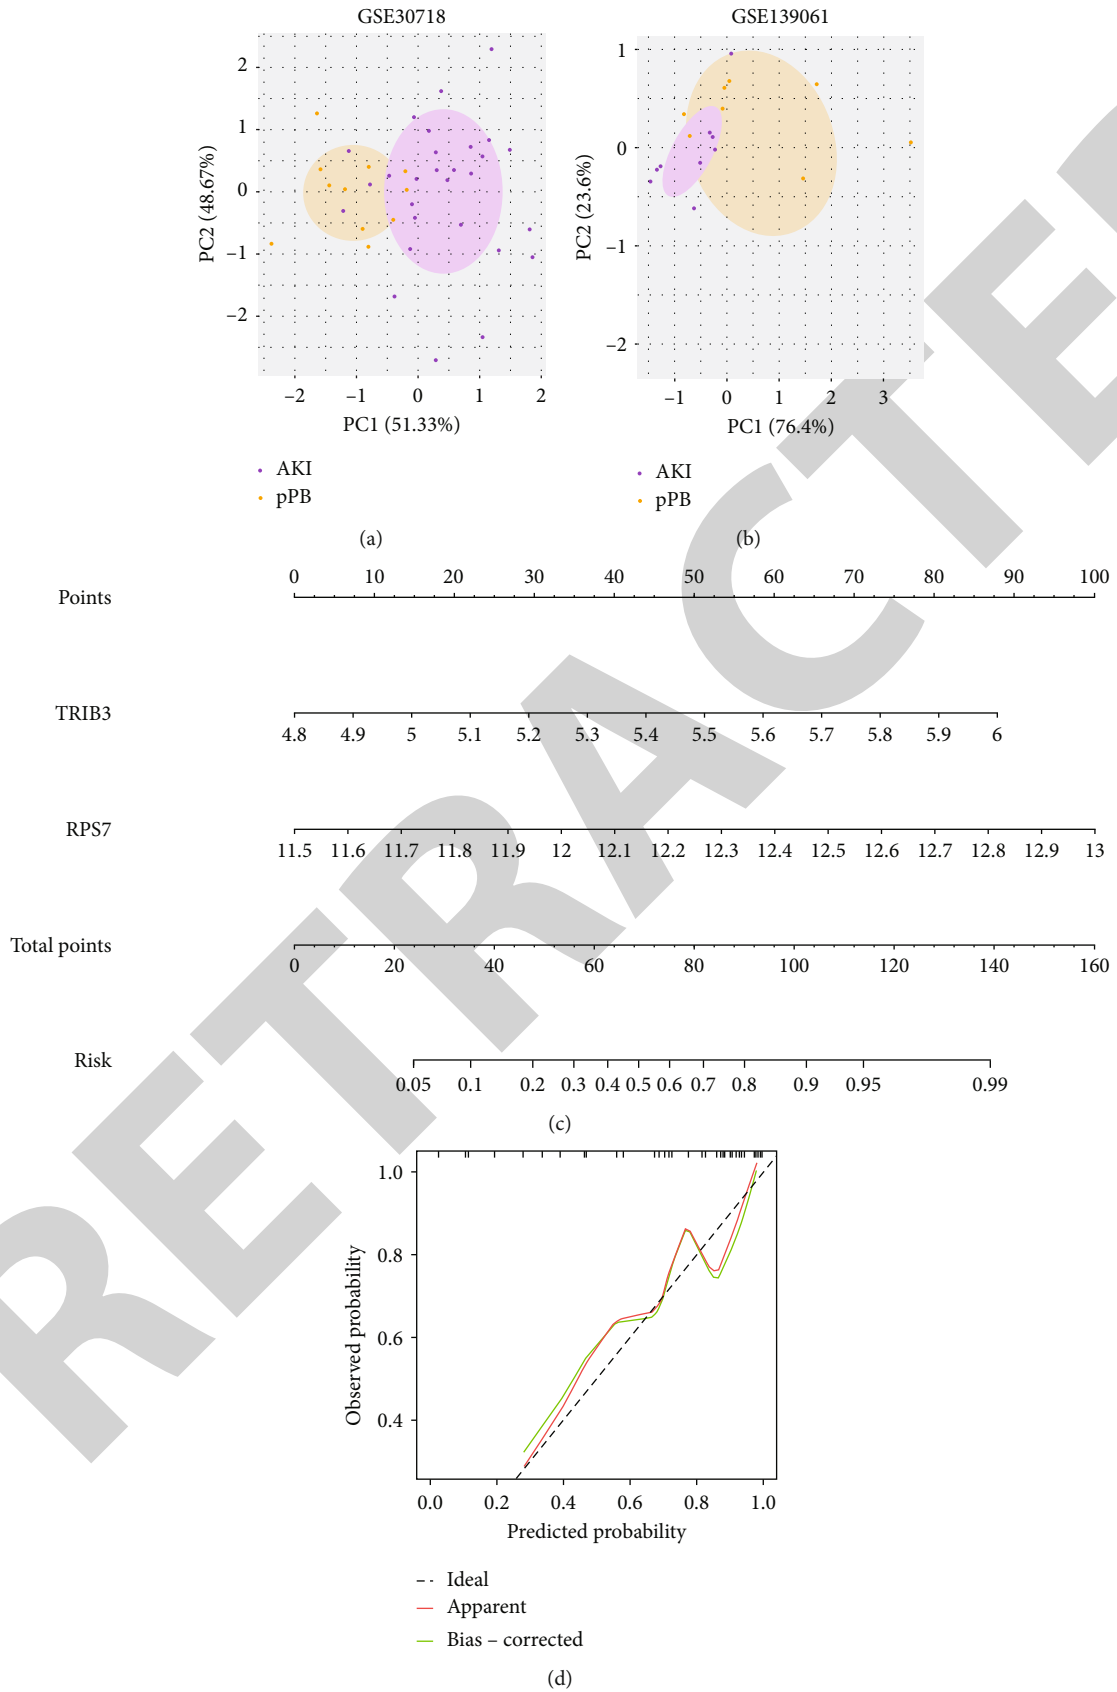 GSE30718
2
1
0
−1
−2
PC2 (48.67%)
−2 −1 0 1 2
PC1 (51.33%)
AKI
pPB
(a)
GSE139061
1
0
−1
−2
PC2 (23.6%)
−1 0 1 2 3
PC1 (76.4%)
AKI
pPB
(b)
Points
0 10 20 30 40 50 60 70 80 90 100
TRIB3
4.8 4.9 5 5.1 5.2 5.3 5.4 5.5 5.6 5.7 5.8 5.9 6
RPS7
11.5 11.6 11.7 11.8 11.9 12 12.1 12.2 12.3 12.4 12.5 12.6 12.7 12.8 12.9 13
Total points
0 20 40 60 80 100 120 140 160
Risk
0.05 0.1 0.2 0.3 0.4 0.5 0.6 0.7 0.8 0.9 0.95 0.99
(c)
1.0
0.8
0.6
0.4
Observed probability
0.0 0.2 0.4 0.6 0.8 1.0
Predicted probability
Ideal
Apparent
Bias – corrected
(d)
RETRACTE